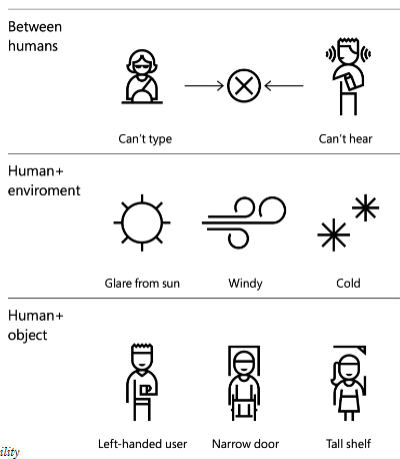 Between
humans
Can't type
Can't hear
Human+
enviroment
Glare from sun
Windy
Cold
Human+
object
Left-handed user
Narrow door
Tall shelf
ility